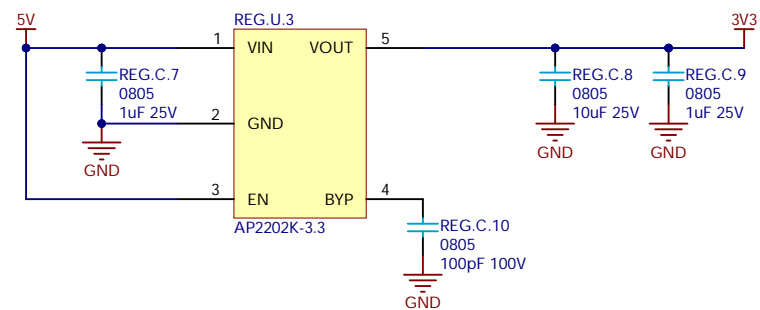 5V
REG.U.3
3V3
1
VIN
VOUT
5
REG.C.7
0805
1uF 25V
REG.C.8
0805
10uF 25V
REG.C.9
0805
1uF 25V
2
GND
GND
GND
GND
3
EN
BYP
4
AP2202K-3.3
REG.C.10
0805
100pF 100V
GND